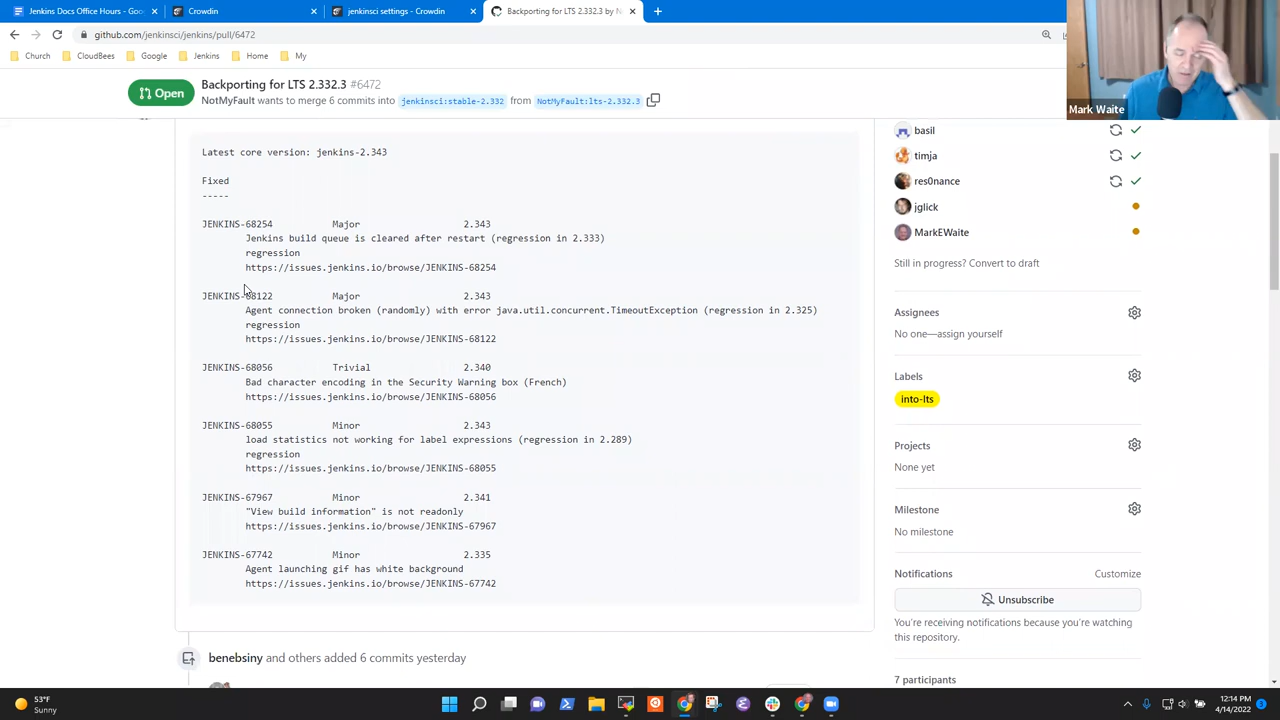 Jenkins Docs Office Hours - Goo
Crowdin
jenkinsci settings - Crowdin
Backporting for LTS 2.332.3 by N
github.com/jenkinsci/jenkins/pull/6472
Church
CloudBees
Google
Jenkins
Home
My
Mark Waite
Open
Backporting for LTS 2.332.3 #6472
NotMyFault wants to merge 6 commits into jenkinsci:stable-2.332 from NotMyFault:lts-2.332.3
Latest core version: jenkins-2.343
Fixed
-----
JENKINS-68254 Major 2.343
Jenkins build queue is cleared after restart (regression in 2.333)
regression
https://issues.jenkins.io/browse/JENKINS-68254
JENKINS-68122 Major 2.343
Agent connection broken (randomly) with error java.util.concurrent.TimeoutException (regression in 2.325)
regression
https://issues.jenkins.io/browse/JENKINS-68122
JENKINS-68056 Trivial 2.340
Bad character encoding in the Security Warning box (French)
https://issues.jenkins.io/browse/JENKINS-68056
JENKINS-68055 Minor 2.343
load statistics not working for label expressions (regression in 2.289)
regression
https://issues.jenkins.io/browse/JENKINS-68055
JENKINS-67967 Minor 2.341
"View build information" is not readonly
https://issues.jenkins.io/browse/JENKINS-67967
JENKINS-67742 Minor 2.335
Agent launching gif has white background
https://issues.jenkins.io/browse/JENKINS-67742
benebsiny and others added 6 commits yesterday
basil
timja
res0nance
jglick
MarkEWaite
Still in progress? Convert to draft
Assignees
No one—assign yourself
Labels
into-lts
Projects
None yet
Milestone
No milestone
Notifications
Customize
Unsubscribe
You're receiving notifications because you're watching
this repository.
7 participants
53°F
Sunny
12:14 PM
4/14/2022